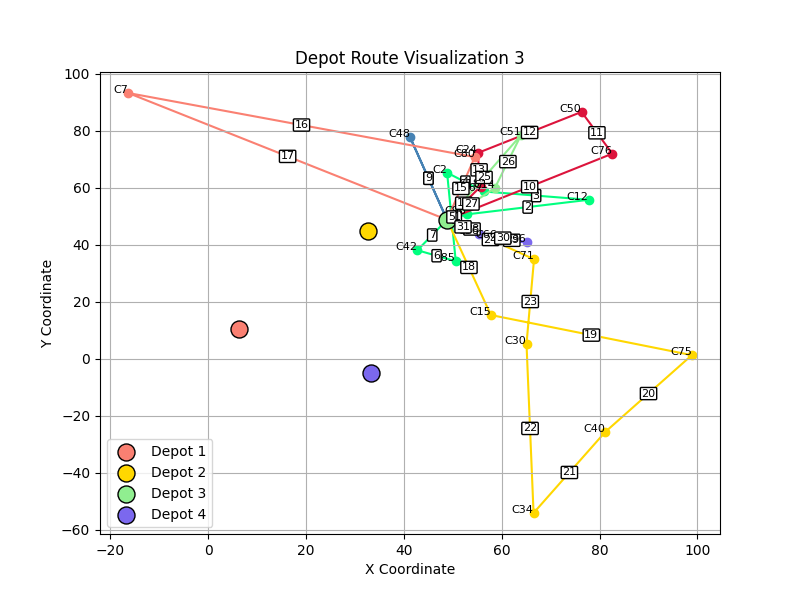 Depot Route Visualization 3
100
80
60
40
20
0
−20
−40
−60
−20
0
20
40
60
80
100
X Coordinate
Y Coordinate
Depot 1
Depot 2
Depot 3
Depot 4
C7
16
17
C48
9
C24
C80
C51
12
C50
11
C76
13
26
25
C2
15
10
3
C12
2
27
5
31
7
C42
6
18
30
C71
23
C15
19
C30
C75
20
C40
22
21
C34